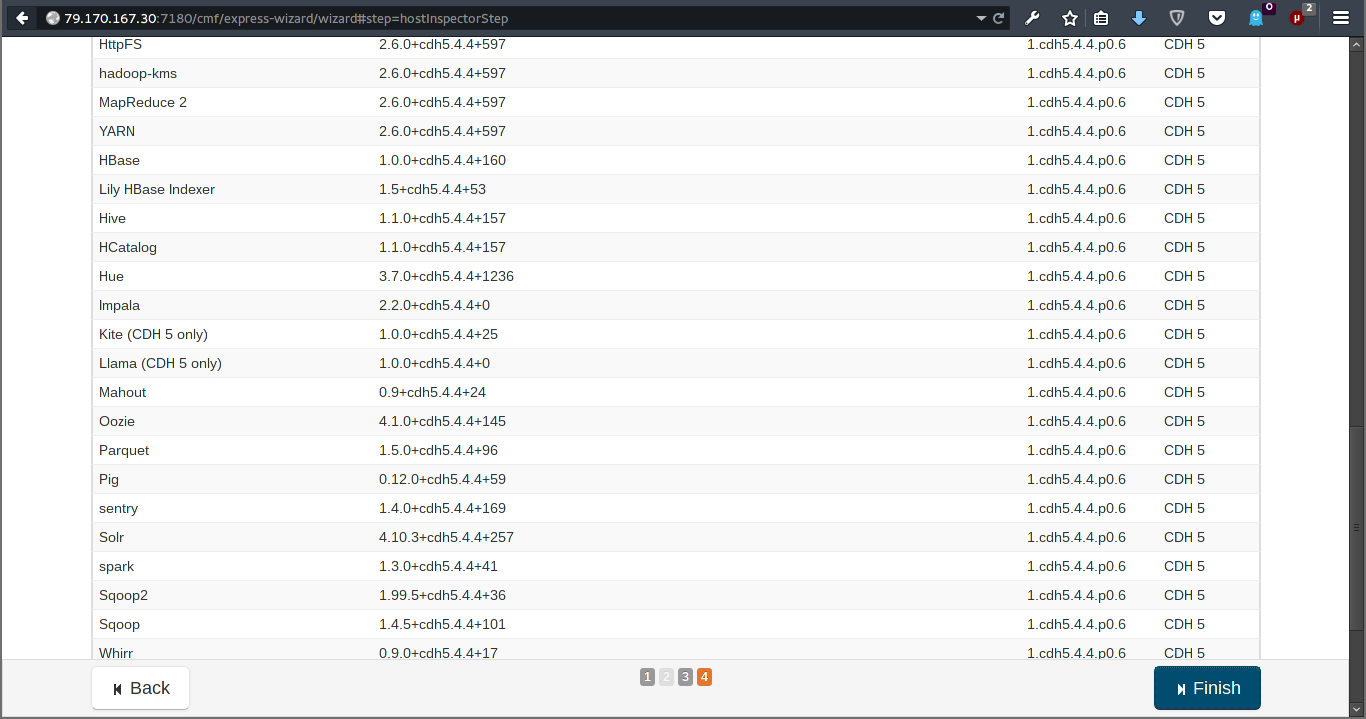 79.170.167.30:7180/cmf/express-wizard/wizard#step=hostInspectorStep 0 µ 2
HttpFS 2.6.0+cdh5.4.4+597 1.cdh5.4.4.p0.6 CDH 5
hadoop-kms 2.6.0+cdh5.4.4+597 1.cdh5.4.4.p0.6 CDH 5
MapReduce 2 2.6.0+cdh5.4.4+597 1.cdh5.4.4.p0.6 CDH 5
YARN 2.6.0+cdh5.4.4+597 1.cdh5.4.4.p0.6 CDH 5
HBase 1.0.0+cdh5.4.4+160 1.cdh5.4.4.p0.6 CDH 5
Lily HBase Indexer 1.5+cdh5.4.4+53 1.cdh5.4.4.p0.6 CDH 5
Hive 1.1.0+cdh5.4.4+157 1.cdh5.4.4.p0.6 CDH 5
HCatalog 1.1.0+cdh5.4.4+157 1.cdh5.4.4.p0.6 CDH 5
Hue 3.7.0+cdh5.4.4+1236 1.cdh5.4.4.p0.6 CDH 5
Impala 2.2.0+cdh5.4.4+0 1.cdh5.4.4.p0.6 CDH 5
Kite (CDH 5 only) 1.0.0+cdh5.4.4+25 1.cdh5.4.4.p0.6 CDH 5
Llama (CDH 5 only) 1.0.0+cdh5.4.4+0 1.cdh5.4.4.p0.6 CDH 5
Mahout 0.9+cdh5.4.4+24 1.cdh5.4.4.p0.6 CDH 5
Oozie 4.1.0+cdh5.4.4+145 1.cdh5.4.4.p0.6 CDH 5
Parquet 1.5.0+cdh5.4.4+96 1.cdh5.4.4.p0.6 CDH 5
Pig 0.12.0+cdh5.4.4+59 1.cdh5.4.4.p0.6 CDH 5
sentry 1.4.0+cdh5.4.4+169 1.cdh5.4.4.p0.6 CDH 5
Solr 4.10.3+cdh5.4.4+257 1.cdh5.4.4.p0.6 CDH 5
spark 1.3.0+cdh5.4.4+41 1.cdh5.4.4.p0.6 CDH 5
Sqoop2 1.99.5+cdh5.4.4+36 1.cdh5.4.4.p0.6 CDH 5
Sqoop 1.4.5+cdh5.4.4+101 1.cdh5.4.4.p0.6 CDH 5
Whirr 0.9.0+cdh5.4.4+17 1.cdh5.4.4.p0.6 CDH 5
Back 1 2 3 4 Finish